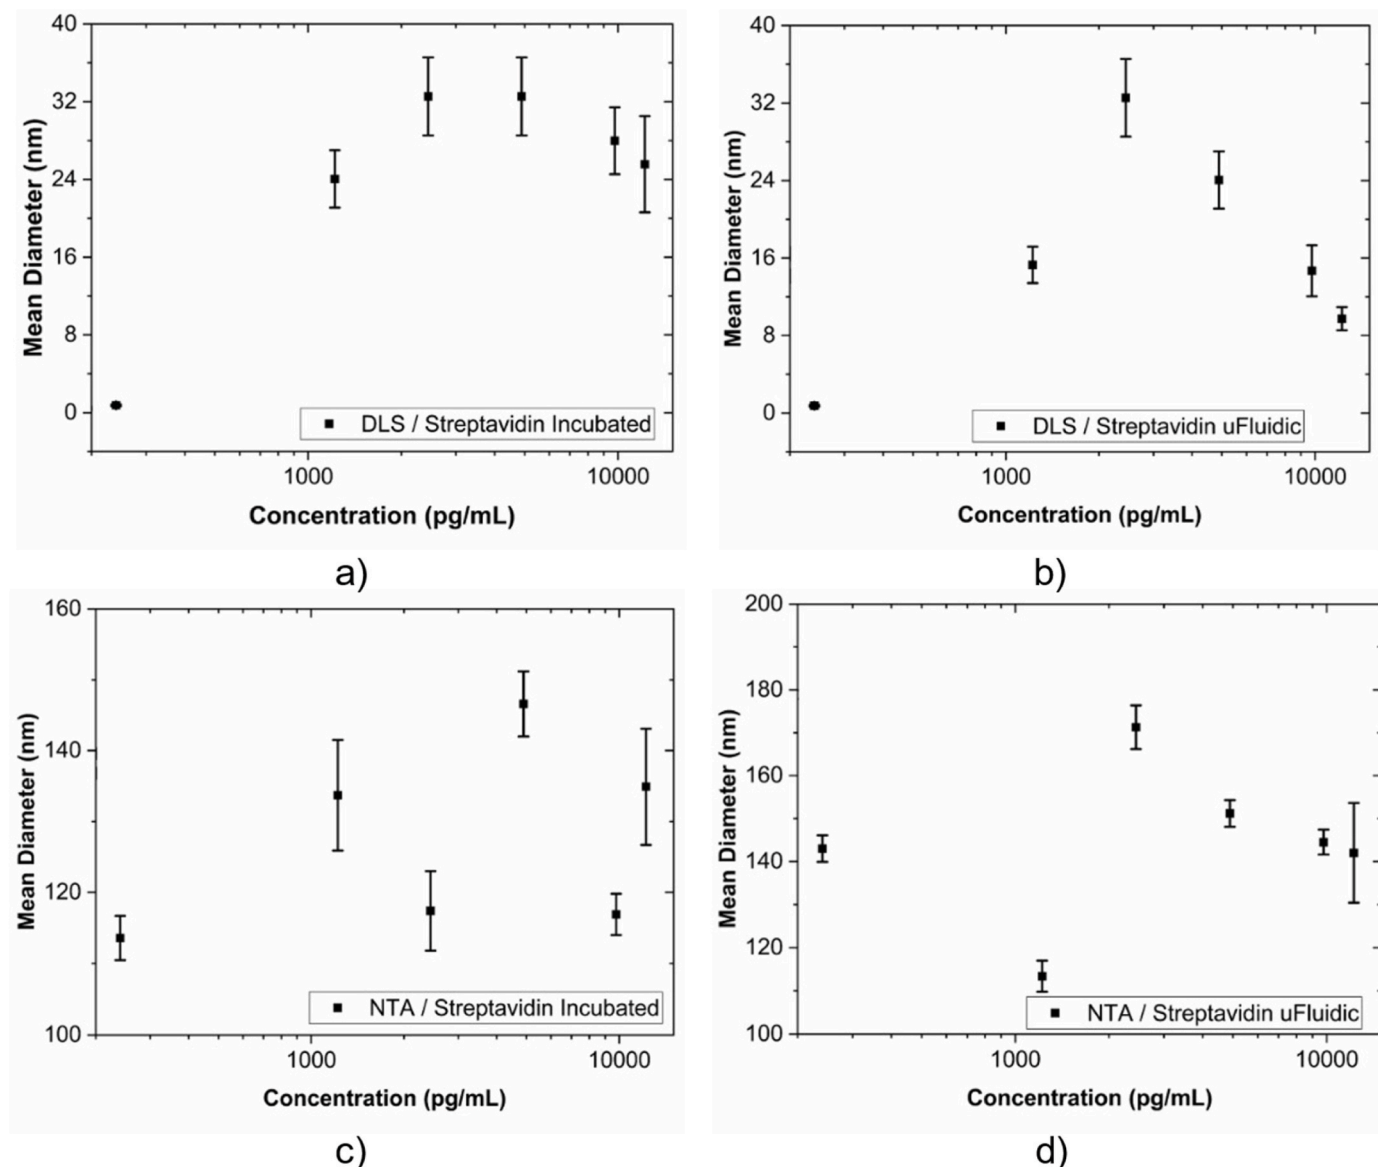 40
32
24
16
8
0
Mean Diameter (nm)
DLS / Streptavidin Incubated
1000
10000
Concentration (pg/mL)
a)
40
32
24
16
8
0
Mean Diameter (nm)
DLS / Streptavidin uFluidic
1000
10000
Concentration (pg/mL)
b)
160
140
120
100
Mean Diameter (nm)
NTA / Streptavidin Incubated
1000
10000
Concentration (pg/mL)
c)
200
180
160
140
120
100
Mean Diameter (nm)
NTA / Streptavidin uFluidic
1000
10000
Concentration (pg/mL)
d)